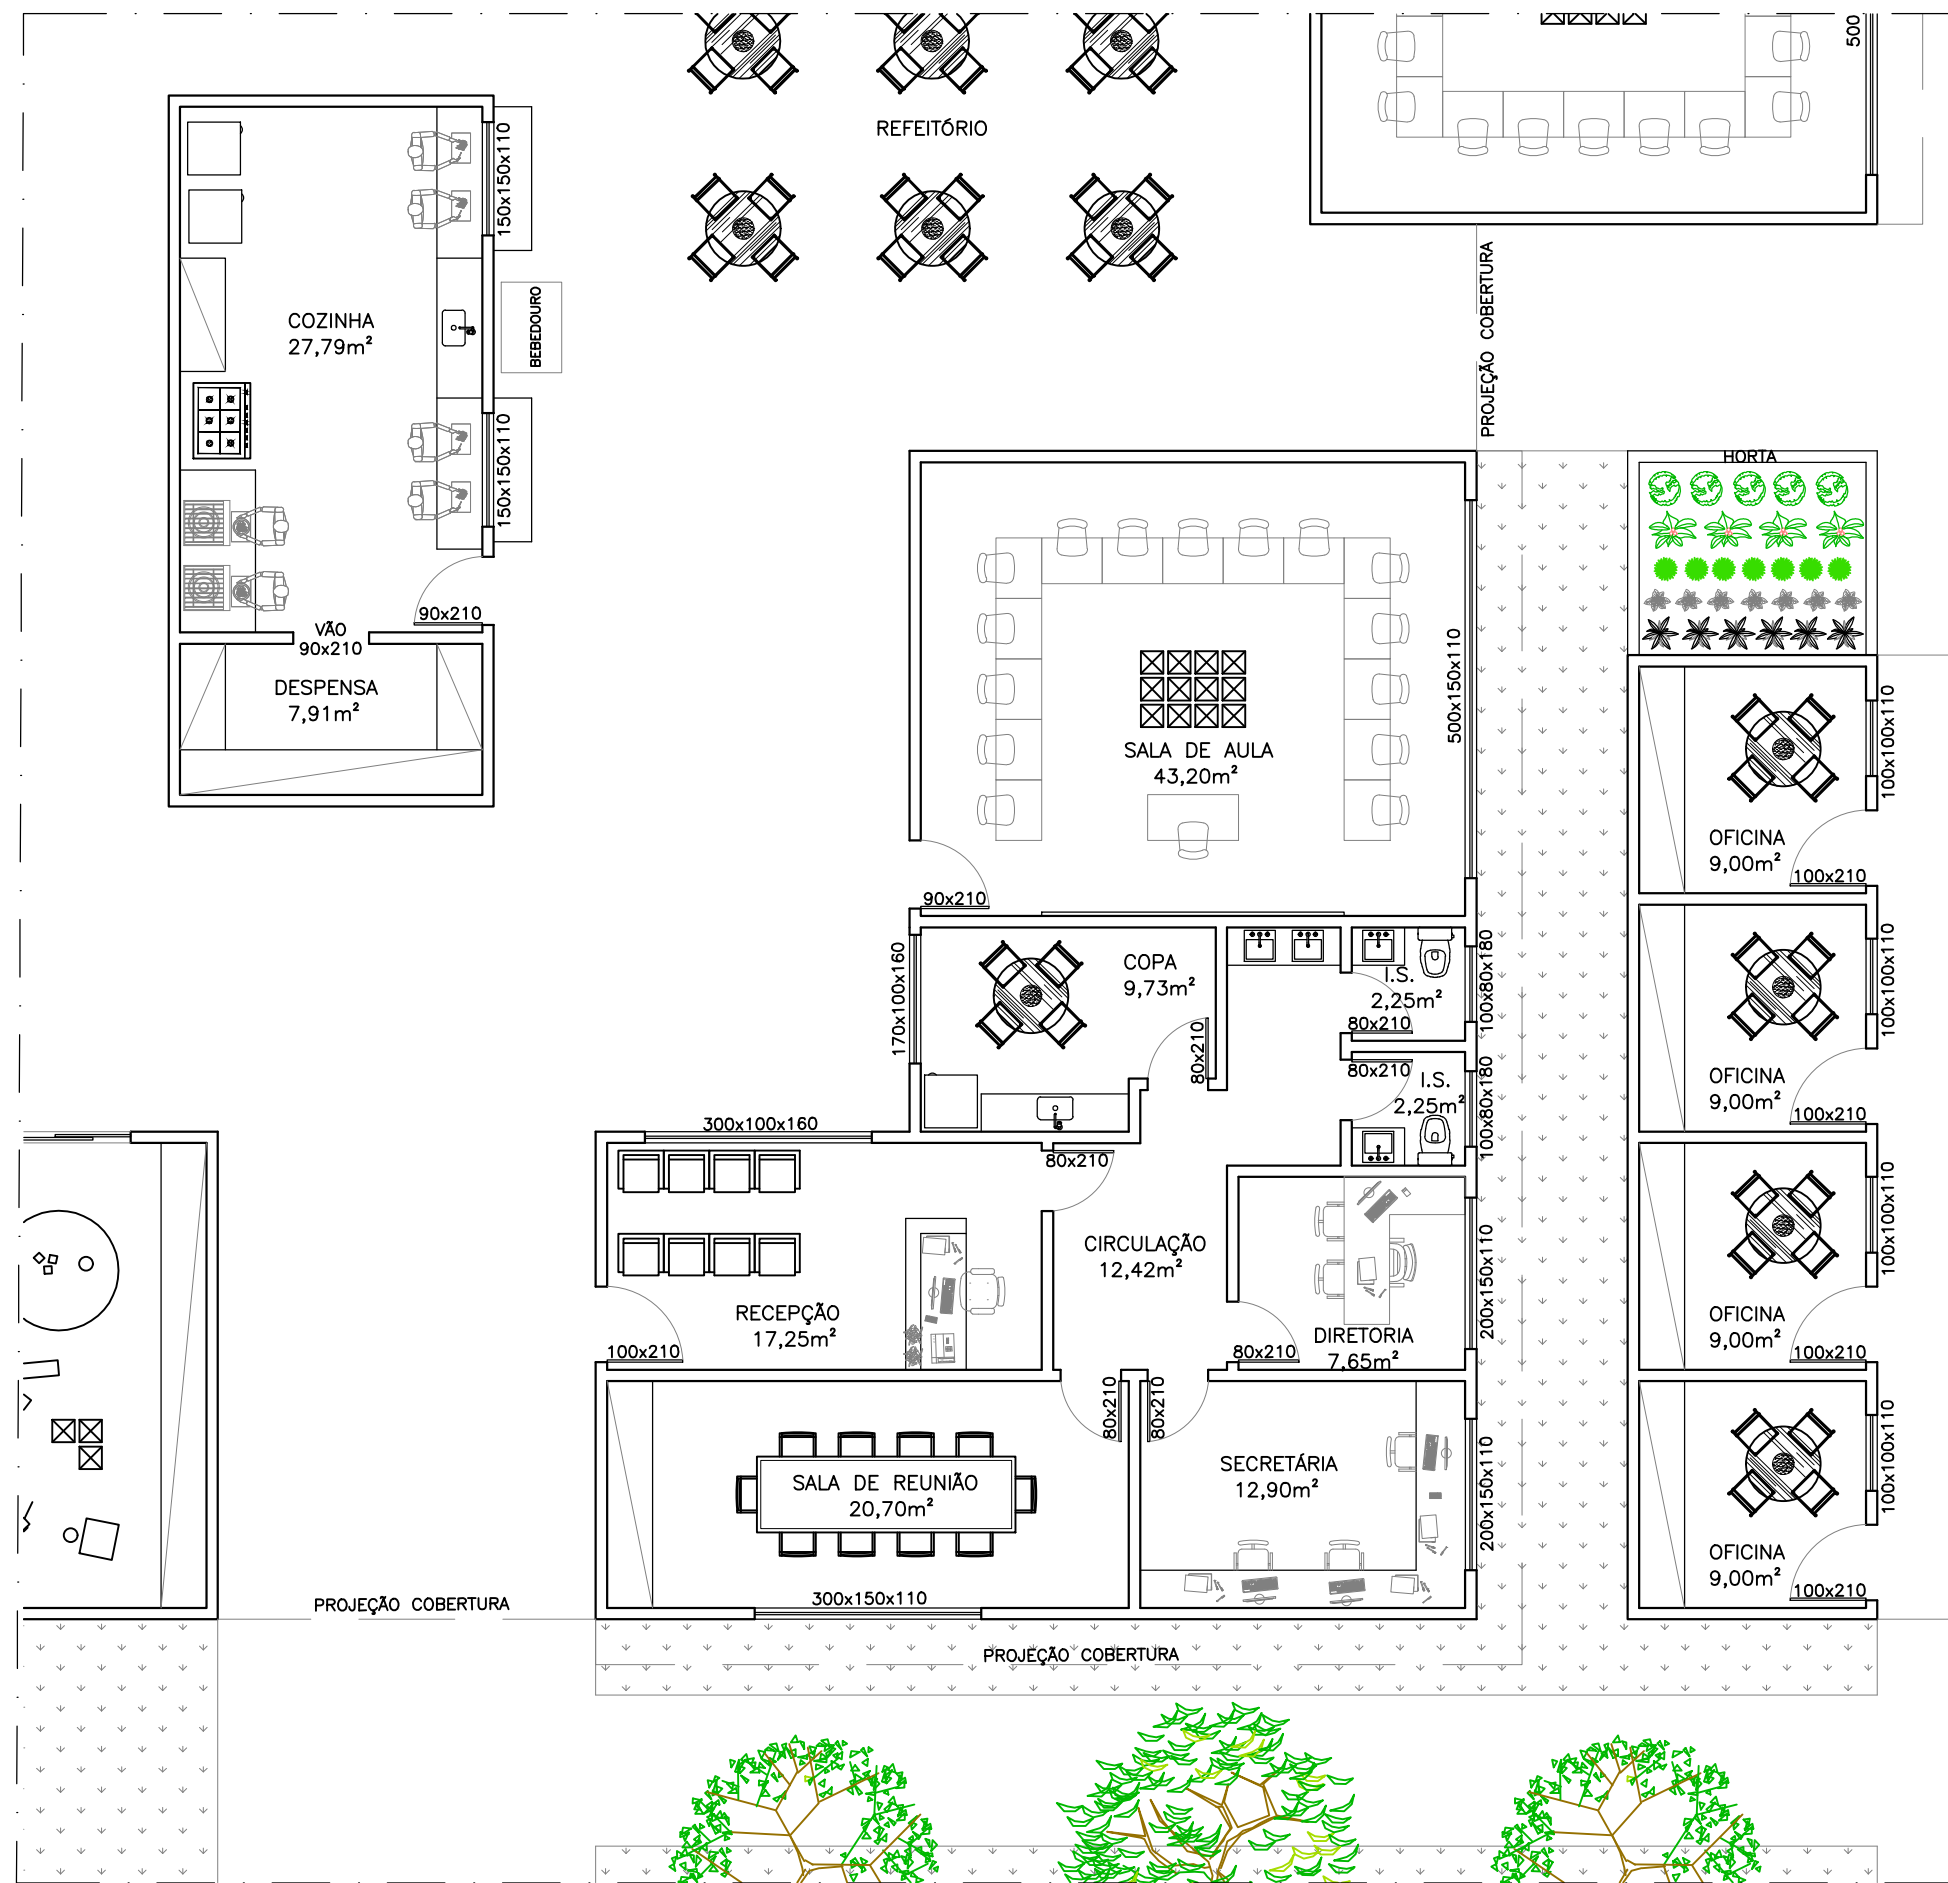 500
REFEITÓRIO
150x150x110
BEBEDOURO
COZINHA
27,79m²
150x150x110
90x210
VÃO
90x210
DESPENSA
7,91m²
PROJEÇÃO COBERTURA
HORTA
500x150x110
SALA DE AULA
43,20m²
90x210
100x100x110
OFICINA
9,00m²
100x210
170x100x160
COPA
9,73m²
80x210
I.S.
2,25m²
80x210
100x80x180
80x210
I.S.
2,25m²
100x80x180
100x100x110
OFICINA
9,00m²
100x210
300x100x160
80x210
CIRCULAÇÃO
12,42m²
RECEPÇÃO
17,25m²
100x210
DIRETORIA
7,65m²
80x210
200x150x110
100x100x110
OFICINA
9,00m²
100x210
80x210
80x210
SALA DE REUNIÃO
20,70m²
300x150x110
SECRETÁRIA
12,90m²
200x150x110
100x100x110
OFICINA
9,00m²
100x210
PROJEÇÃO COBERTURA
PROJEÇÃO COBERTURA